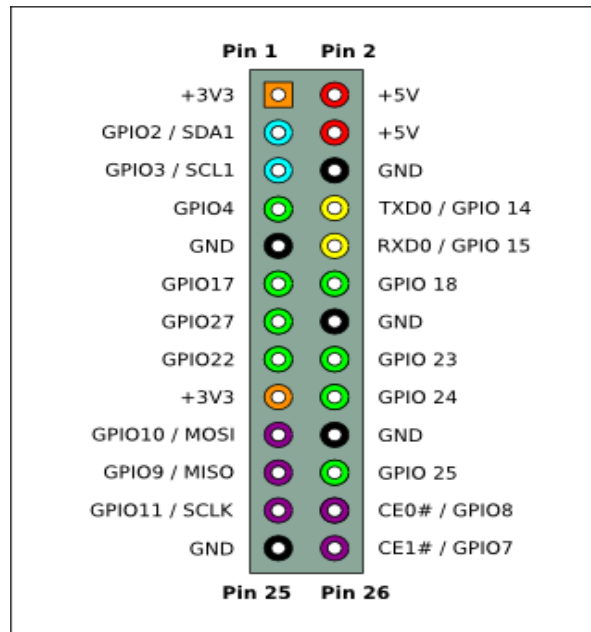 Pin 1 Pin 2
+3V3 +5V
GPIO2 / SDA1 +5V
GPIO3 / SCL1 GND
GPIO4 TXD0 / GPIO 14
GND RXD0 / GPIO 15
GPIO17 GPIO 18
GPIO27 GND
GPIO22 GPIO 23
+3V3 GPIO 24
GPIO10 / MOSI GND
GPIO9 / MISO GPIO 25
GPIO11 / SCLK CE0# / GPIO8
GND CE1# / GPIO7
Pin 25 Pin 26